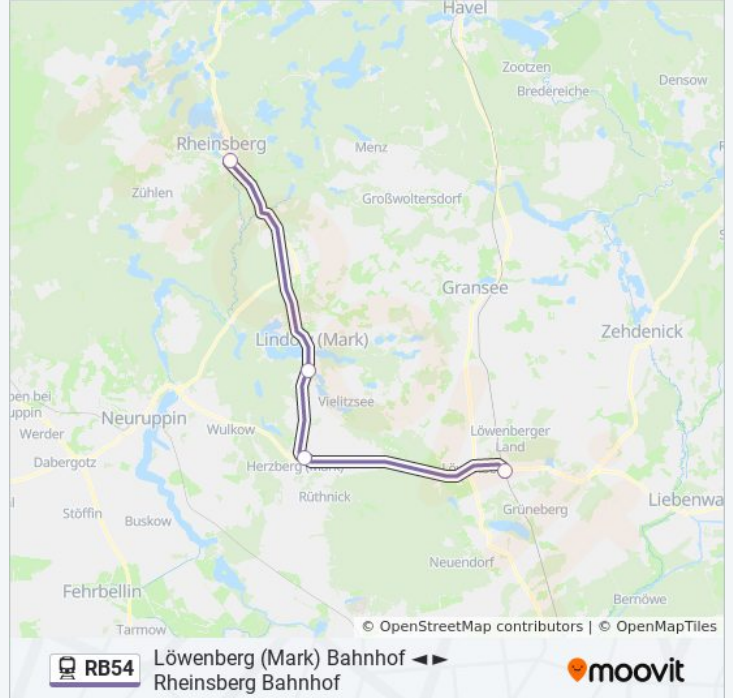 Havel
Zootzen
Densow
Bredereiche
Rheinsberg
Menz
Zühlen
Großwoltersdorf
Gransee
Zehdenick
(Mark)
Vielitzsee
Neuruppin
Wulkow
Löwenberger
Land
Werder
Dabergotz
Herzberg
Rüthnick
Liebenwa
Stöffin
Grüneberg
Buskow
Neuendorf
Fehrbellin
Bernöwe
Tarmow
© OpenStreetMap contributors | © OpenMapTiles
RB54
Löwenberg (Mark) Bahnhof ◄►
Rheinsberg Bahnhof
moovit